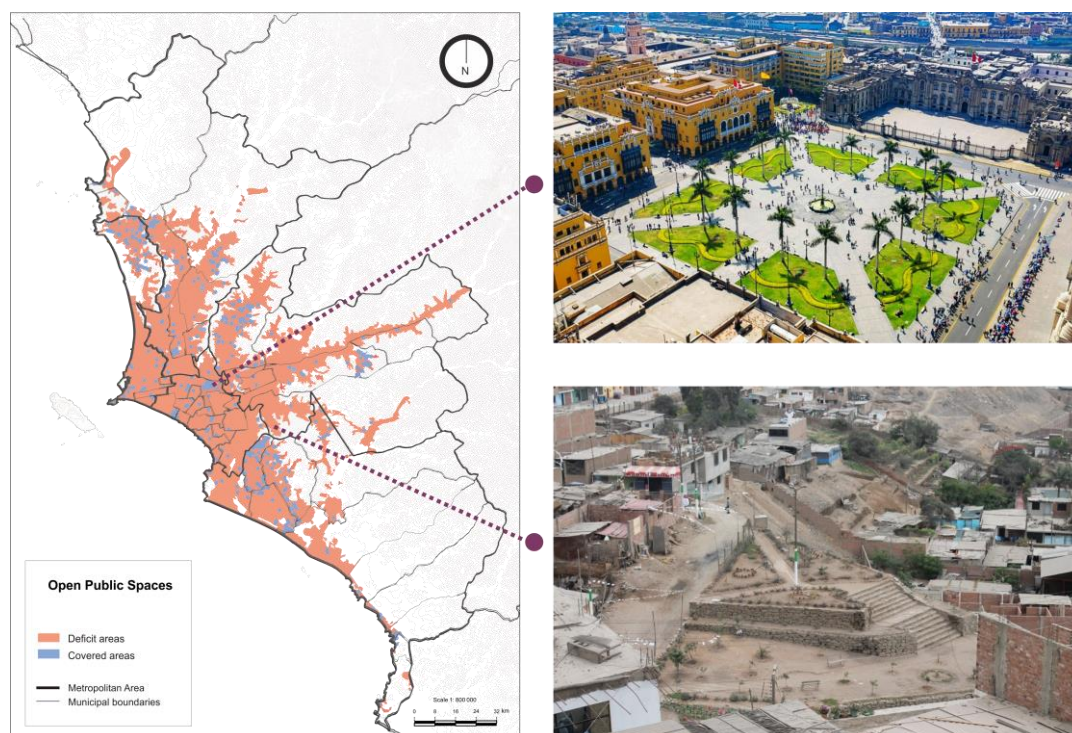 N
Open Public Spaces
Deficit areas
Covered areas
Metropolitan Area
Municipal boundaries
Scale 1: 800 000
0 8 16 24 32 km